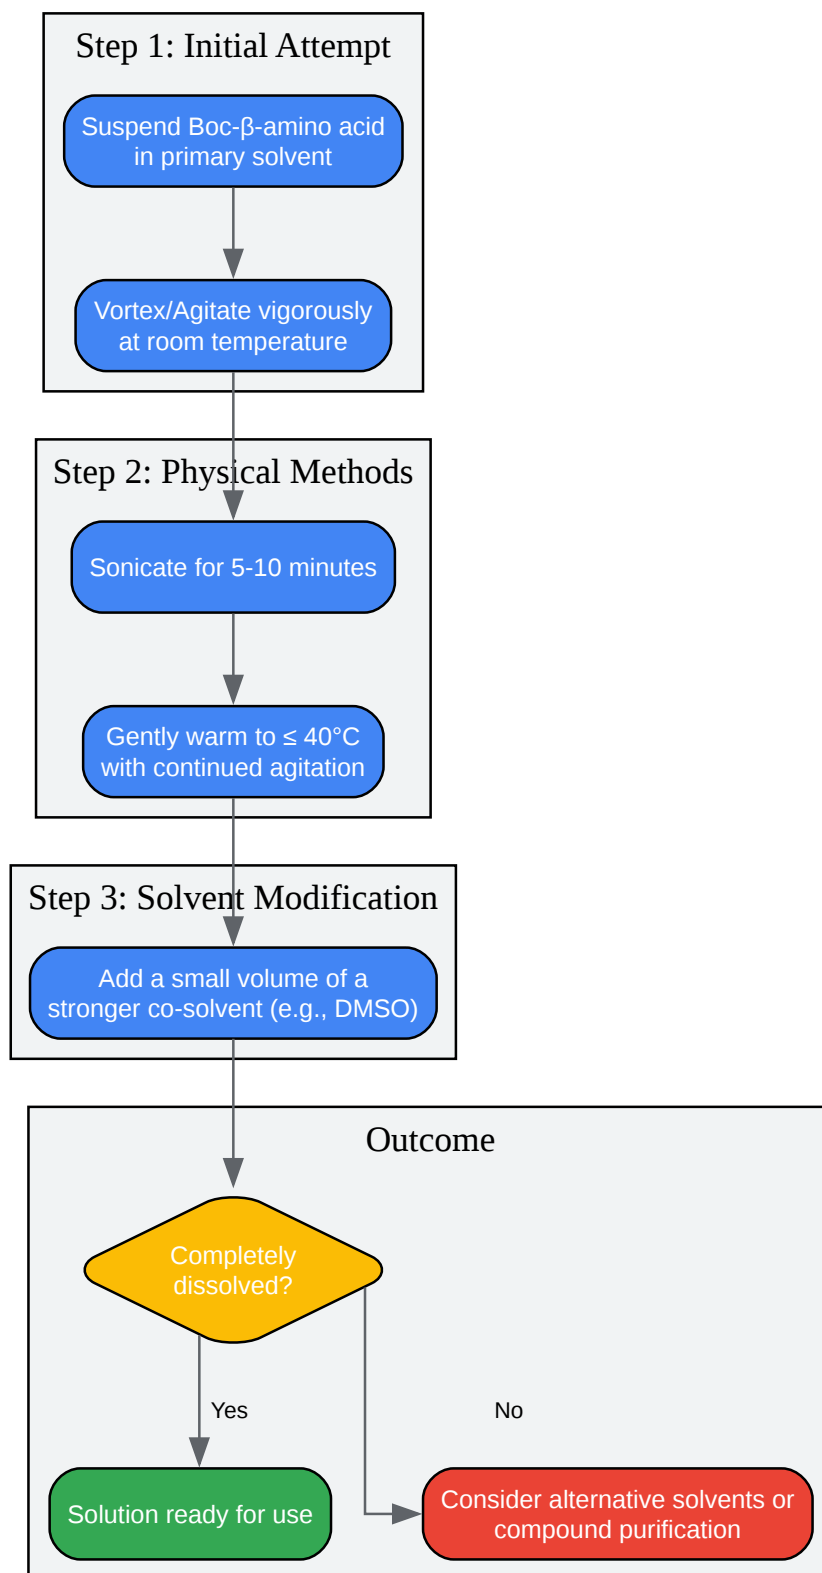 Step 1: Initial Attempt
Suspend Boc-β-amino acid
in primary solvent
Vortex/Agitate vigorously
at room temperature
Step 2: Physical Methods
Sonicate for 5-10 minutes
Gently warm to ≤ 40°C
with continued agitation
Step 3: Solvent Modification
Add a small volume of a
stronger co-solvent (e.g., DMSO)
Outcome
Completely
dissolved?
Yes
No
Solution ready for use
Consider alternative solvents or
compound purification